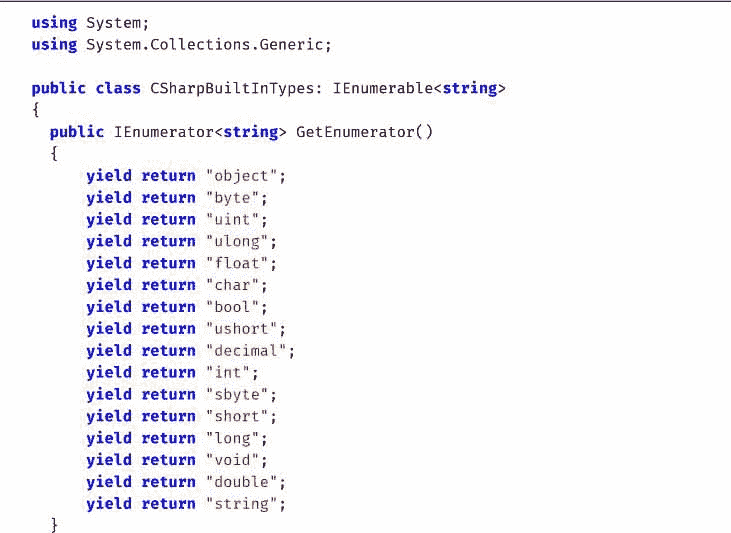 using System;
using System.Collections.Generic;

public class CSharpBuiltInTypes: IEnumerable<string>
{
  public IEnumerator<string> GetEnumerator()
  {
      yield return "object";
      yield return "byte";
      yield return "uint";
      yield return "ulong";
      yield return "float";
      yield return "char";
      yield return "bool";
      yield return "ushort";
      yield return "decimal";
      yield return "int";
      yield return "sbyte";
      yield return "short";
      yield return "long";
      yield return "void";
      yield return "double";
      yield return "string";
  }